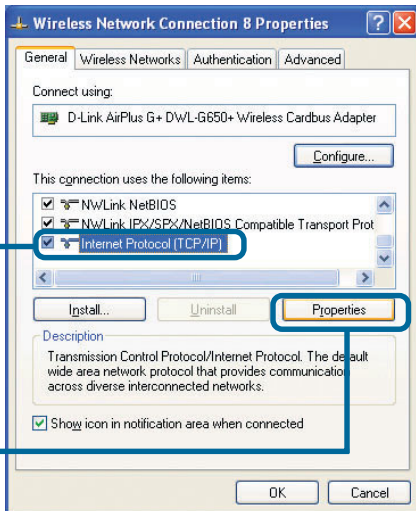 Wireless Network Connection 8 Properties
General Wireless Networks Authentication Advanced
Connect using:
D-Link AirPlus G+ DWL-G650+ Wireless Cardbus Adapter
Configure...
This connection uses the following items:
NWLink NetBIOS
NWLink IPX/SPX/NetBIOS Compatible Transport Prot
Internet Protocol (TCP/IP)
Install... Uninstall Properties
Description
Transmission Control Protocol/Internet Protocol. The default
wide area network protocol that provides communication
across diverse interconnected networks.
Show icon in notification area when connected
OK Cancel